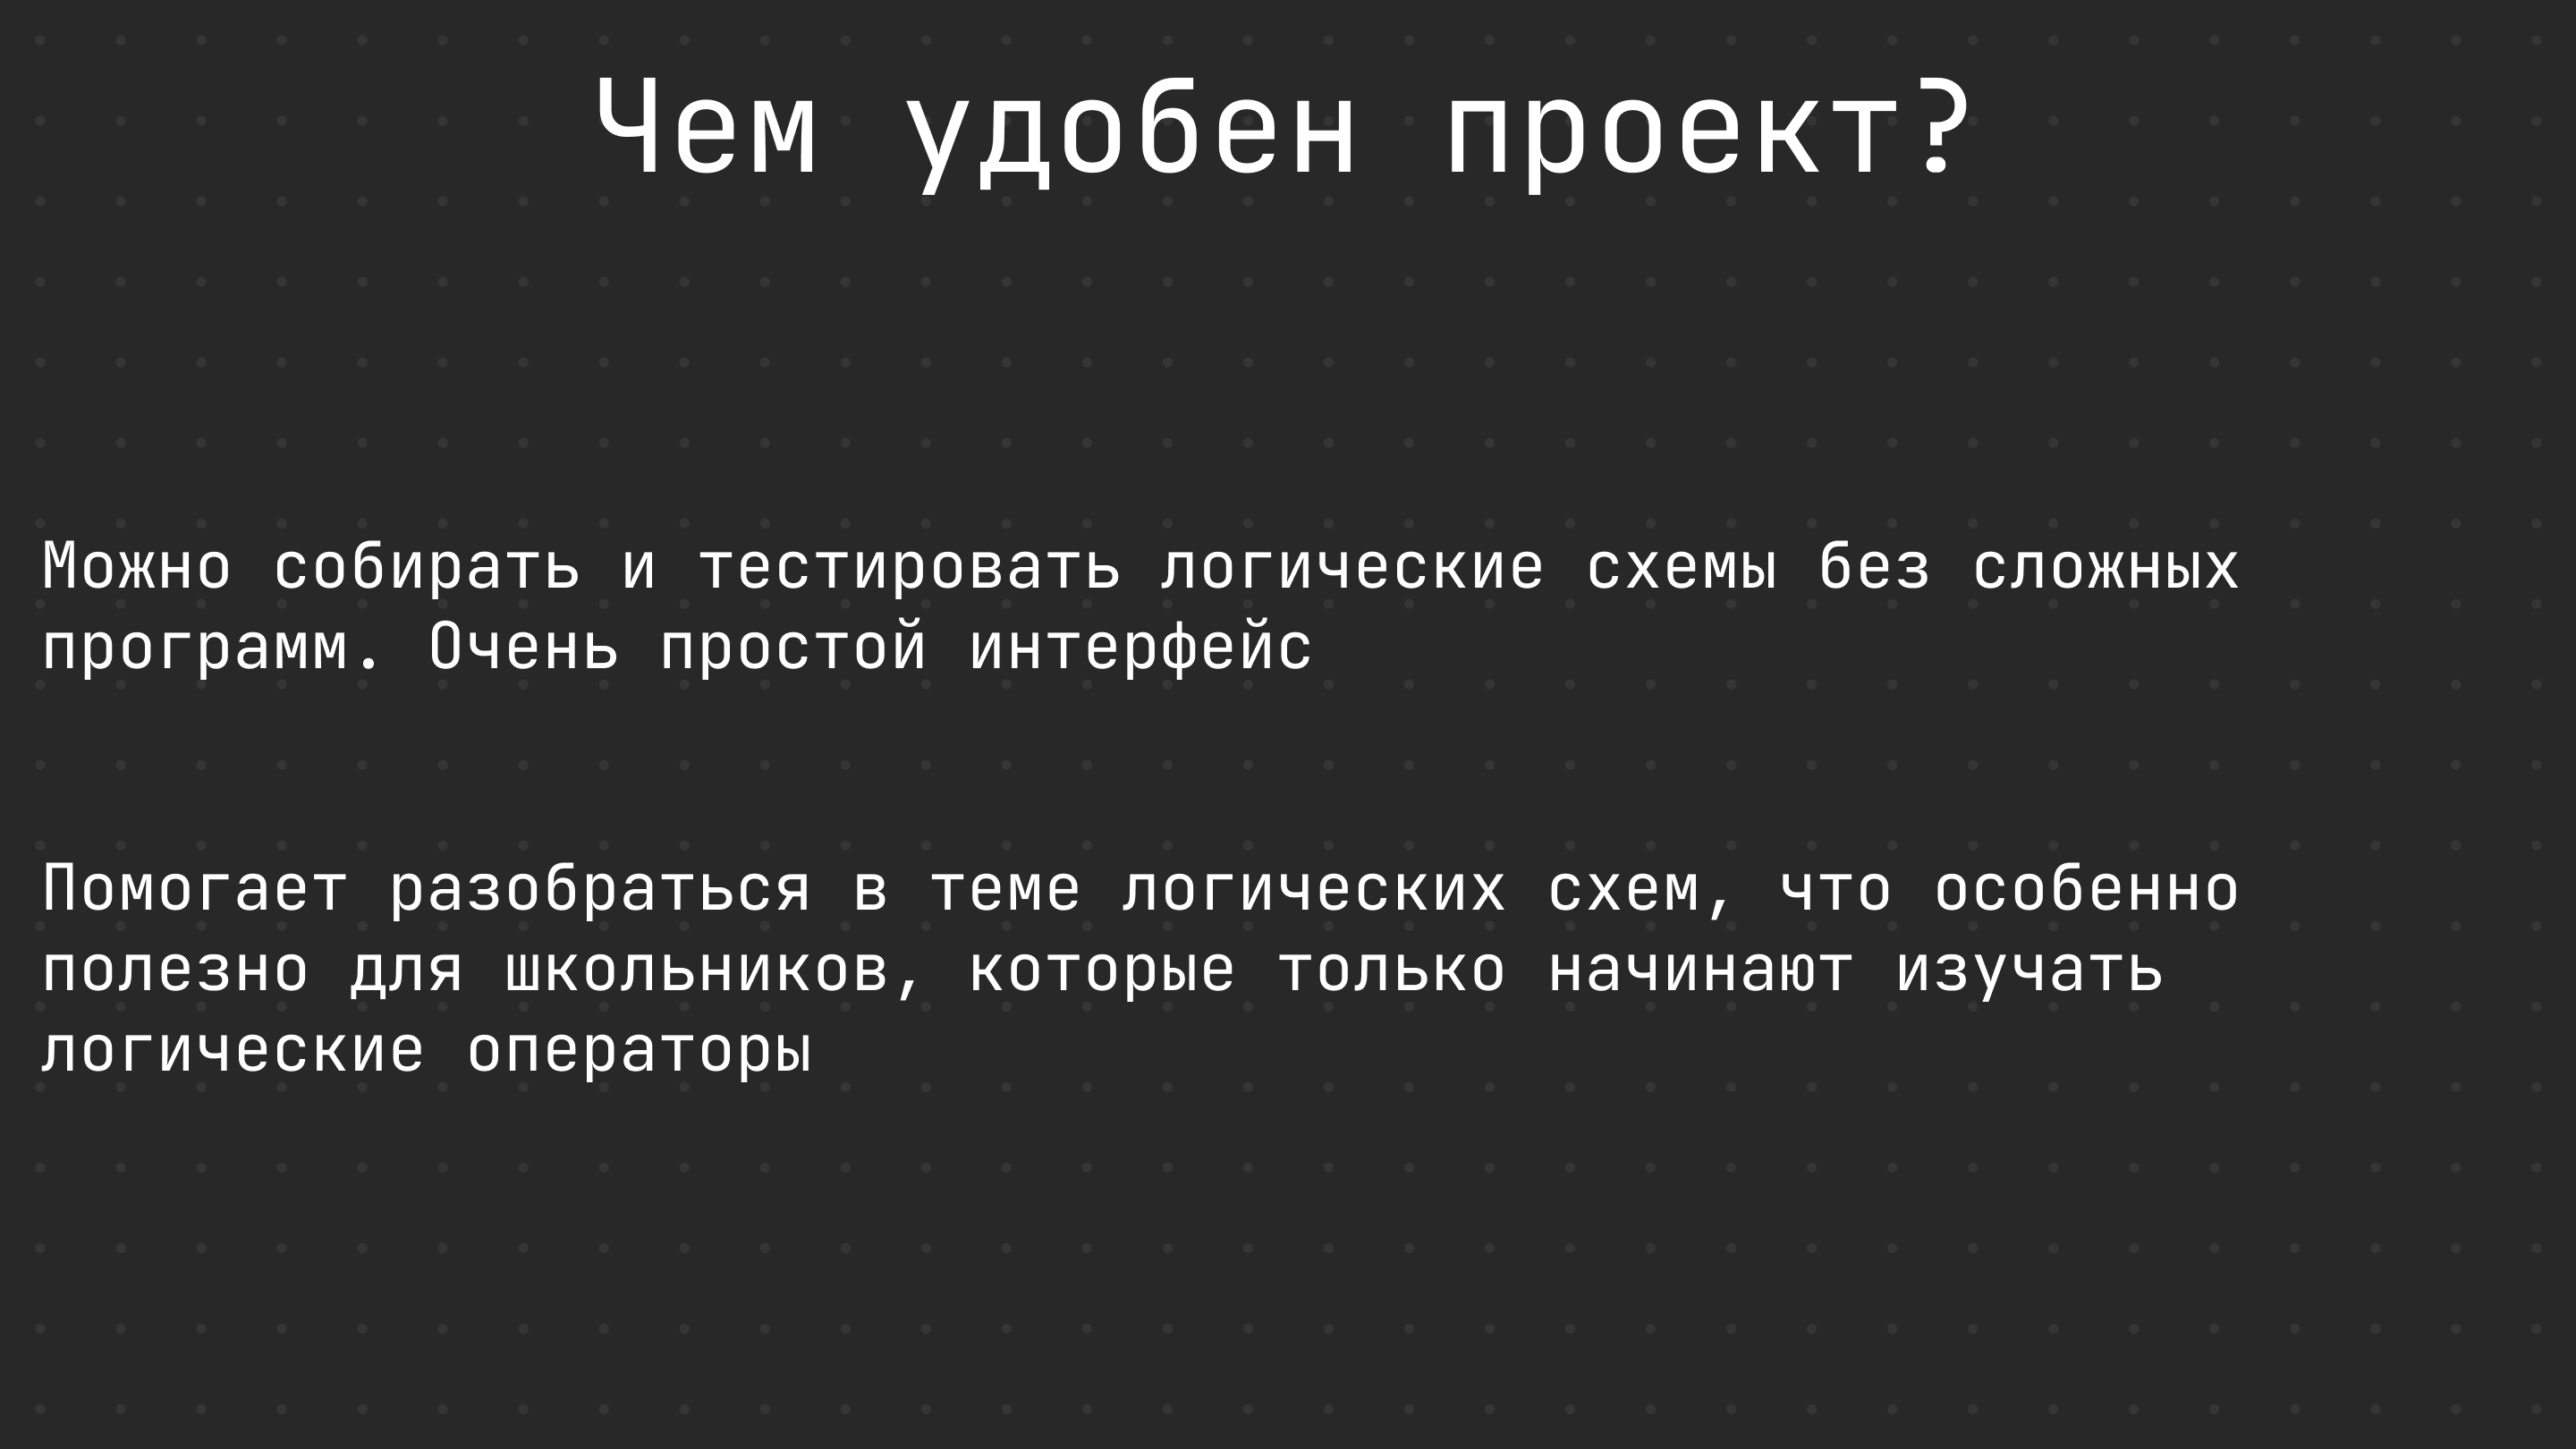 Чем удобен проект?
Можно собирать и тестировать логические схемы без сложных
программ. Очень простой интерфейс
Помогает разобраться в теме логических схем, что особенно
полезно для школьников, которые только начинают изучать
логические операторы